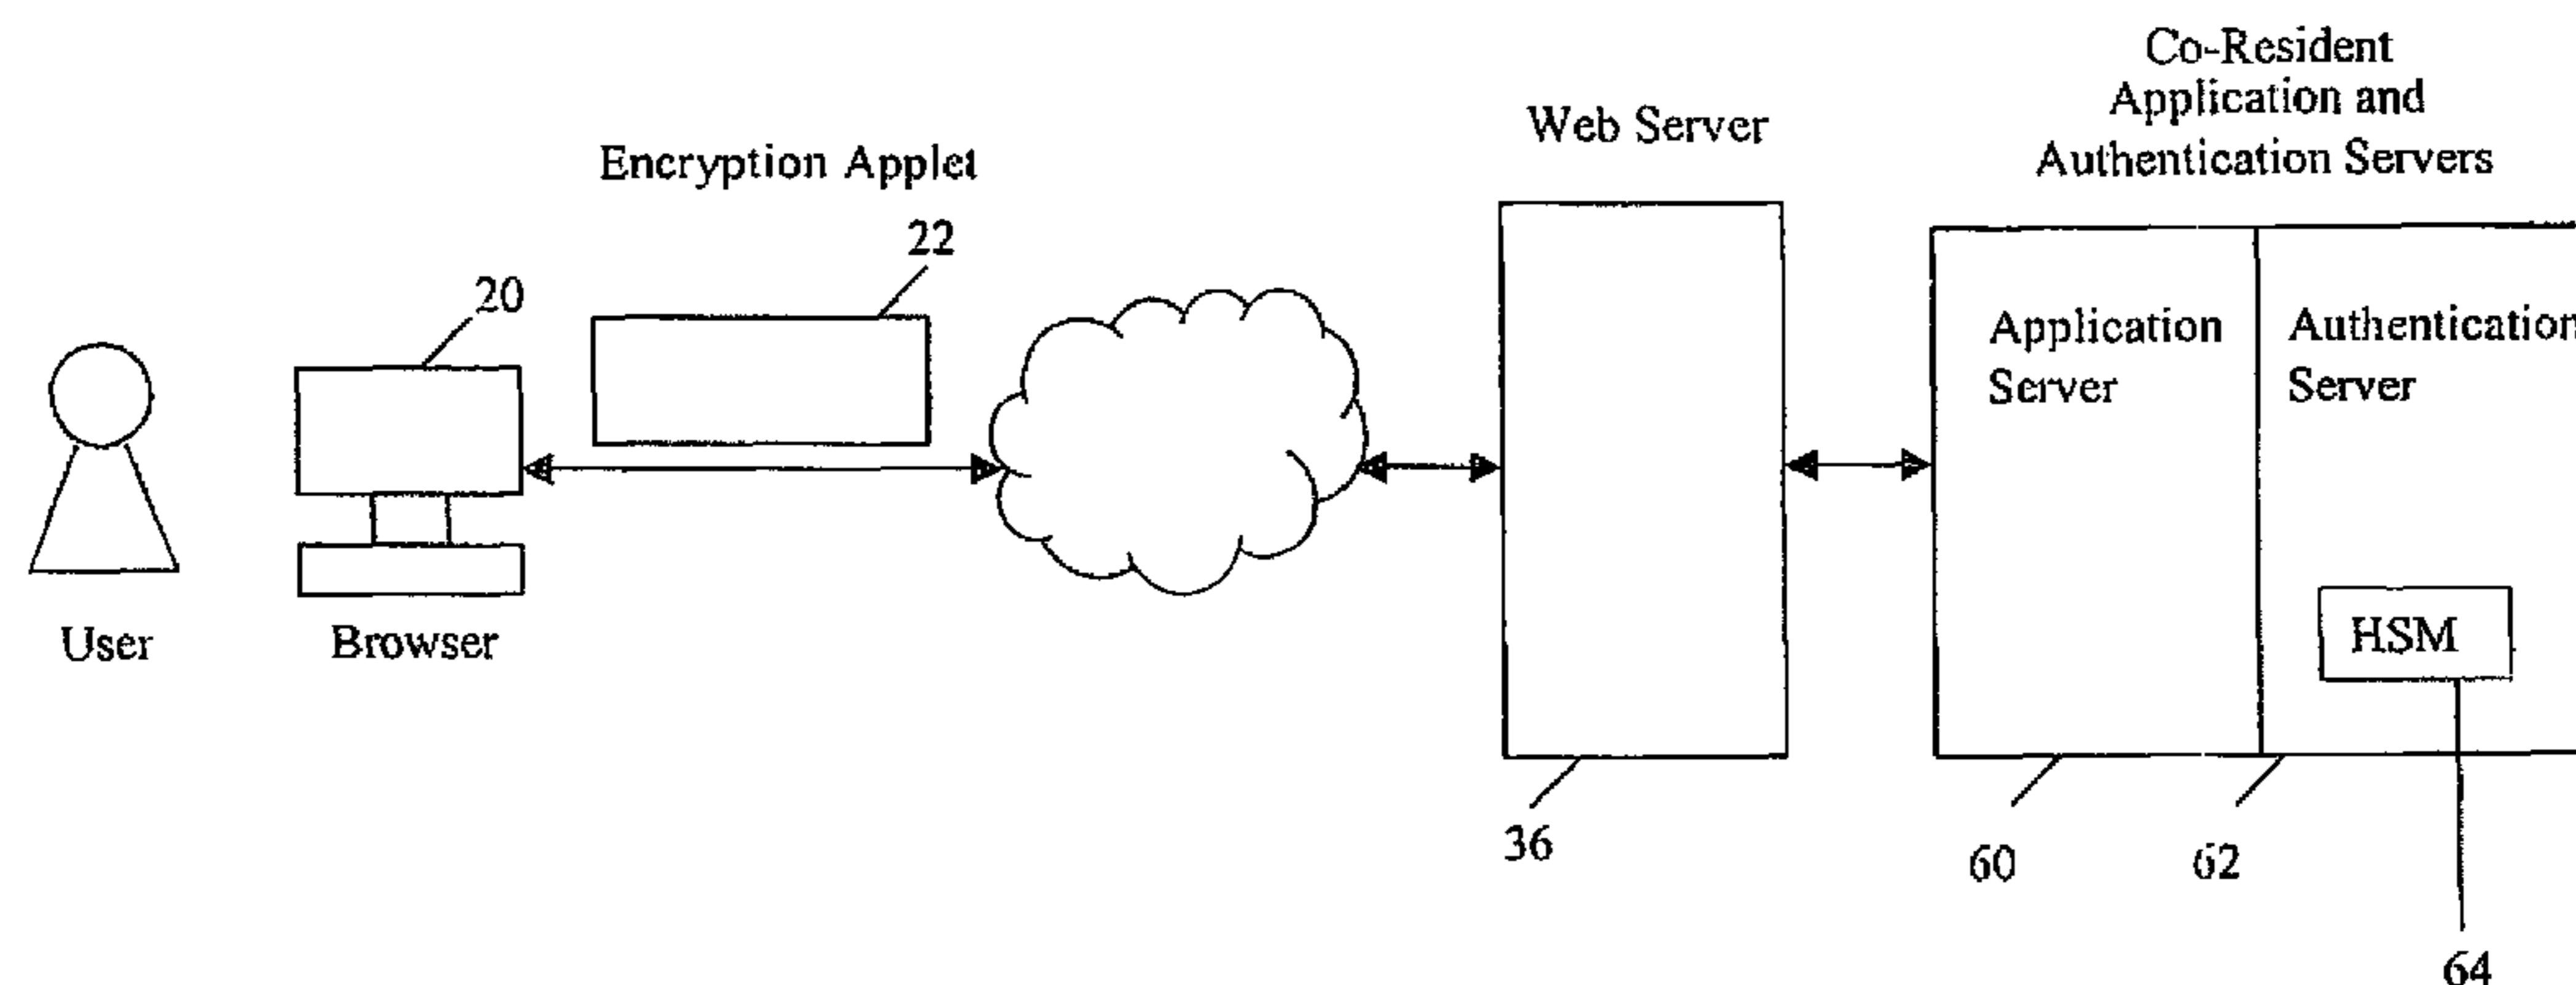 Co-Resident
Application and
Authentication Servers
Web Server
Encryption Applet
22
20
Application
Server
Authentication
Server
HSM
User
Browser
36
60
62
64